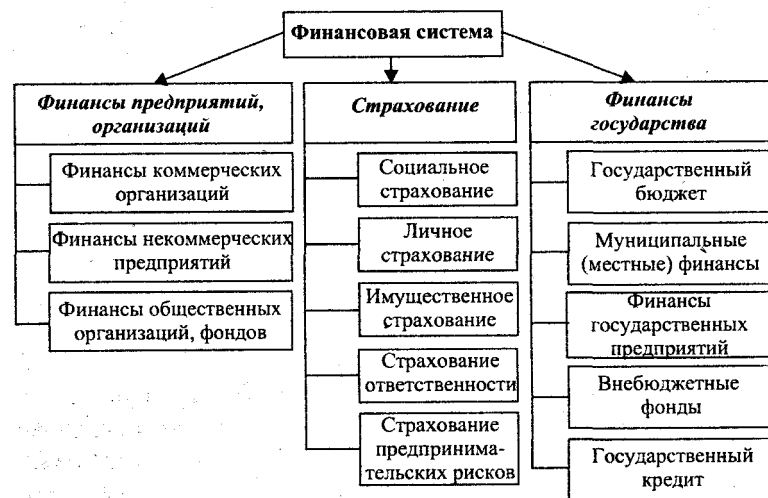 Финансовая система
Финансы предприятий,
организаций
Финансы коммерческих
организаций
Финансы некоммерческих
предприятий
Финансы общественных
организаций, фондов
Страхование
Социальное
страхование
Личное
страхование
Имущественное
страхование
Страхование
ответственности
Страхование
предпринима-
тельских рисков
Финансы
государства
Государственный
бюджет
Муниципальные
(местные) финансы
Финансы
государственных
предприятий
Внебюджетные
фонды
Государственный
кредит